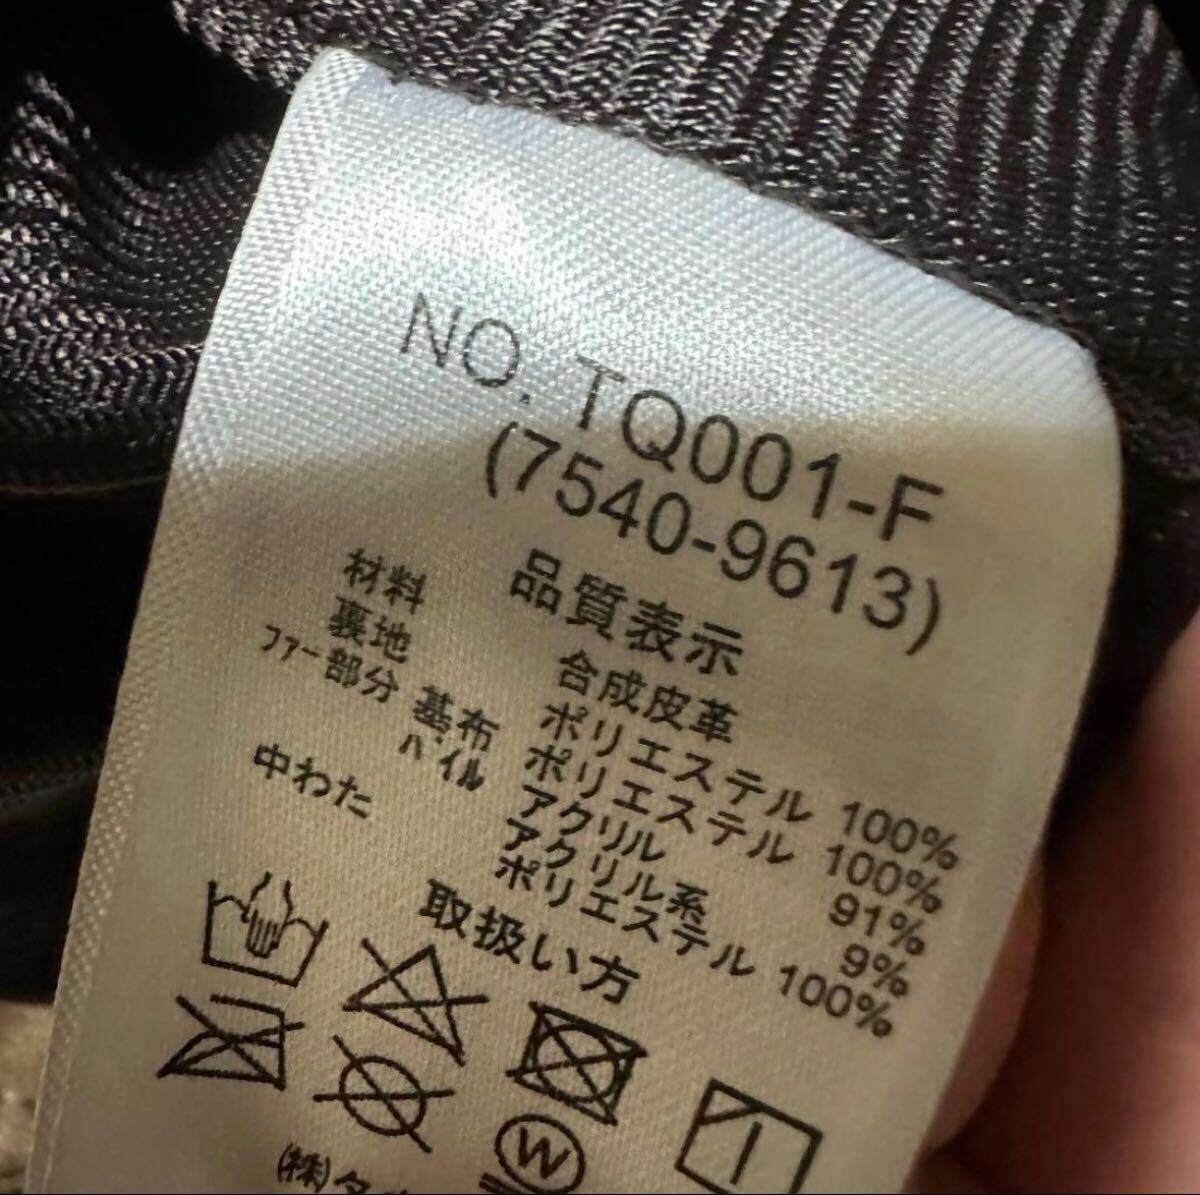 NO. TQ001-F
(7540-9613)
品質表示
材料 合成皮革
裏地 ポリエステル 100%
ファー部分 基布 ポリエステル 100%
パイル アクリル 91%
アクリル系 9%
中わた ポリエステル 100%
取扱い方
W
(株)タ